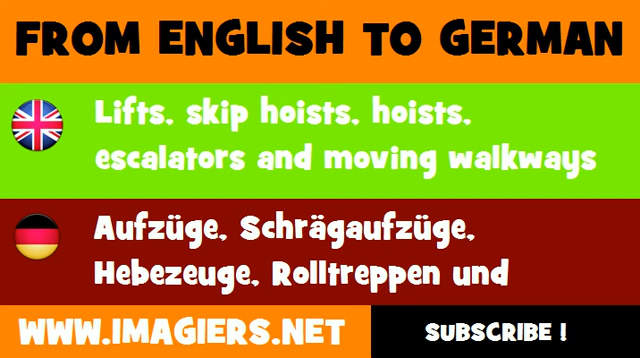 FROM ENGLISH TO GERMAN
Lifts, skip hoists, hoists,
escalators and moving walkways
Aufzüge, Schrägaufzüge,
Hebezeuge, Rolltreppen und
WWW.IMAGIERS.NET
SUBSCRIBE !